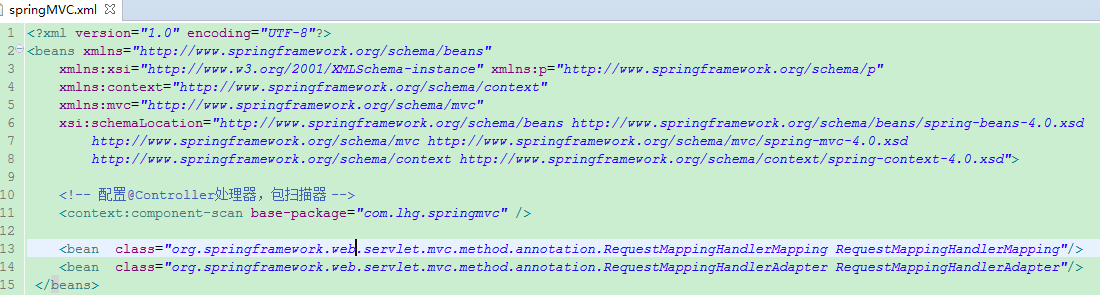 springMVC.xml
1 <?xml version="1.0" encoding="UTF-8"?>
2 <beans xmlns="http://www.springframework.org/schema/beans"
3 xmlns:xsi="http://www.w3.org/2001/XMLSchema-instance" xmlns:p="http://www.springframework.org/schema/p"
4 xmlns:context="http://www.springframework.org/schema/context"
5 xmlns:mvc="http://www.springframework.org/schema/mvc"
6 xsi:schemaLocation="http://www.springframework.org/schema/beans http://www.springframework.org/schema/beans/spring-beans-4.0.xsd
7 http://www.springframework.org/schema/mvc http://www.springframework.org/schema/mvc/spring-mvc-4.0.xsd
8 http://www.springframework.org/schema/context http://www.springframework.org/schema/context/spring-context-4.0.xsd">
9
10 <!-- 配置@Controller处理器，包扫描器 -->
11 <context:component-scan base-package="com.lhg.springmvc" />
12
13 <bean  class="org.springframework.web.servlet.mvc.method.annotation.RequestMappingHandlerMapping RequestMappingHandlerMapping"/>
14 <bean  class="org.springframework.web.servlet.mvc.method.annotation.RequestMappingHandlerAdapter RequestMappingHandlerAdapter"/>
15 </beans>